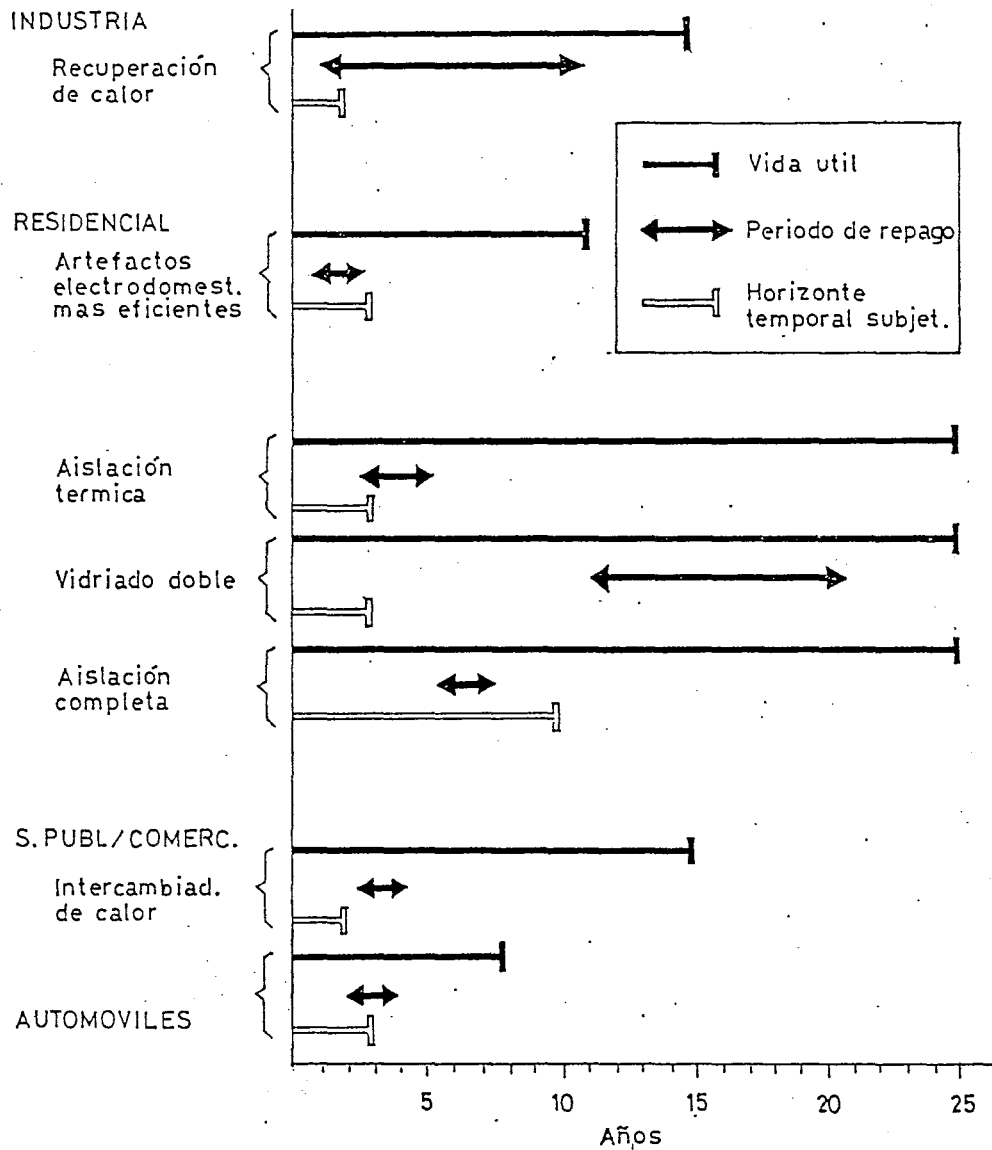 INDUSTRIA
Recuperación
de calor
Vida util
Periodo de repago
Horizonte
temporal subjet.
RESIDENCIAL
Artefactos
electrodomest.
mas eficientes
Aislación
termica
Vidriado doble
Aislación
completa
S. PUBL/COMERC.
Intercambiad.
de calor
AUTOMOVILES
5 10 15 20 25
Años